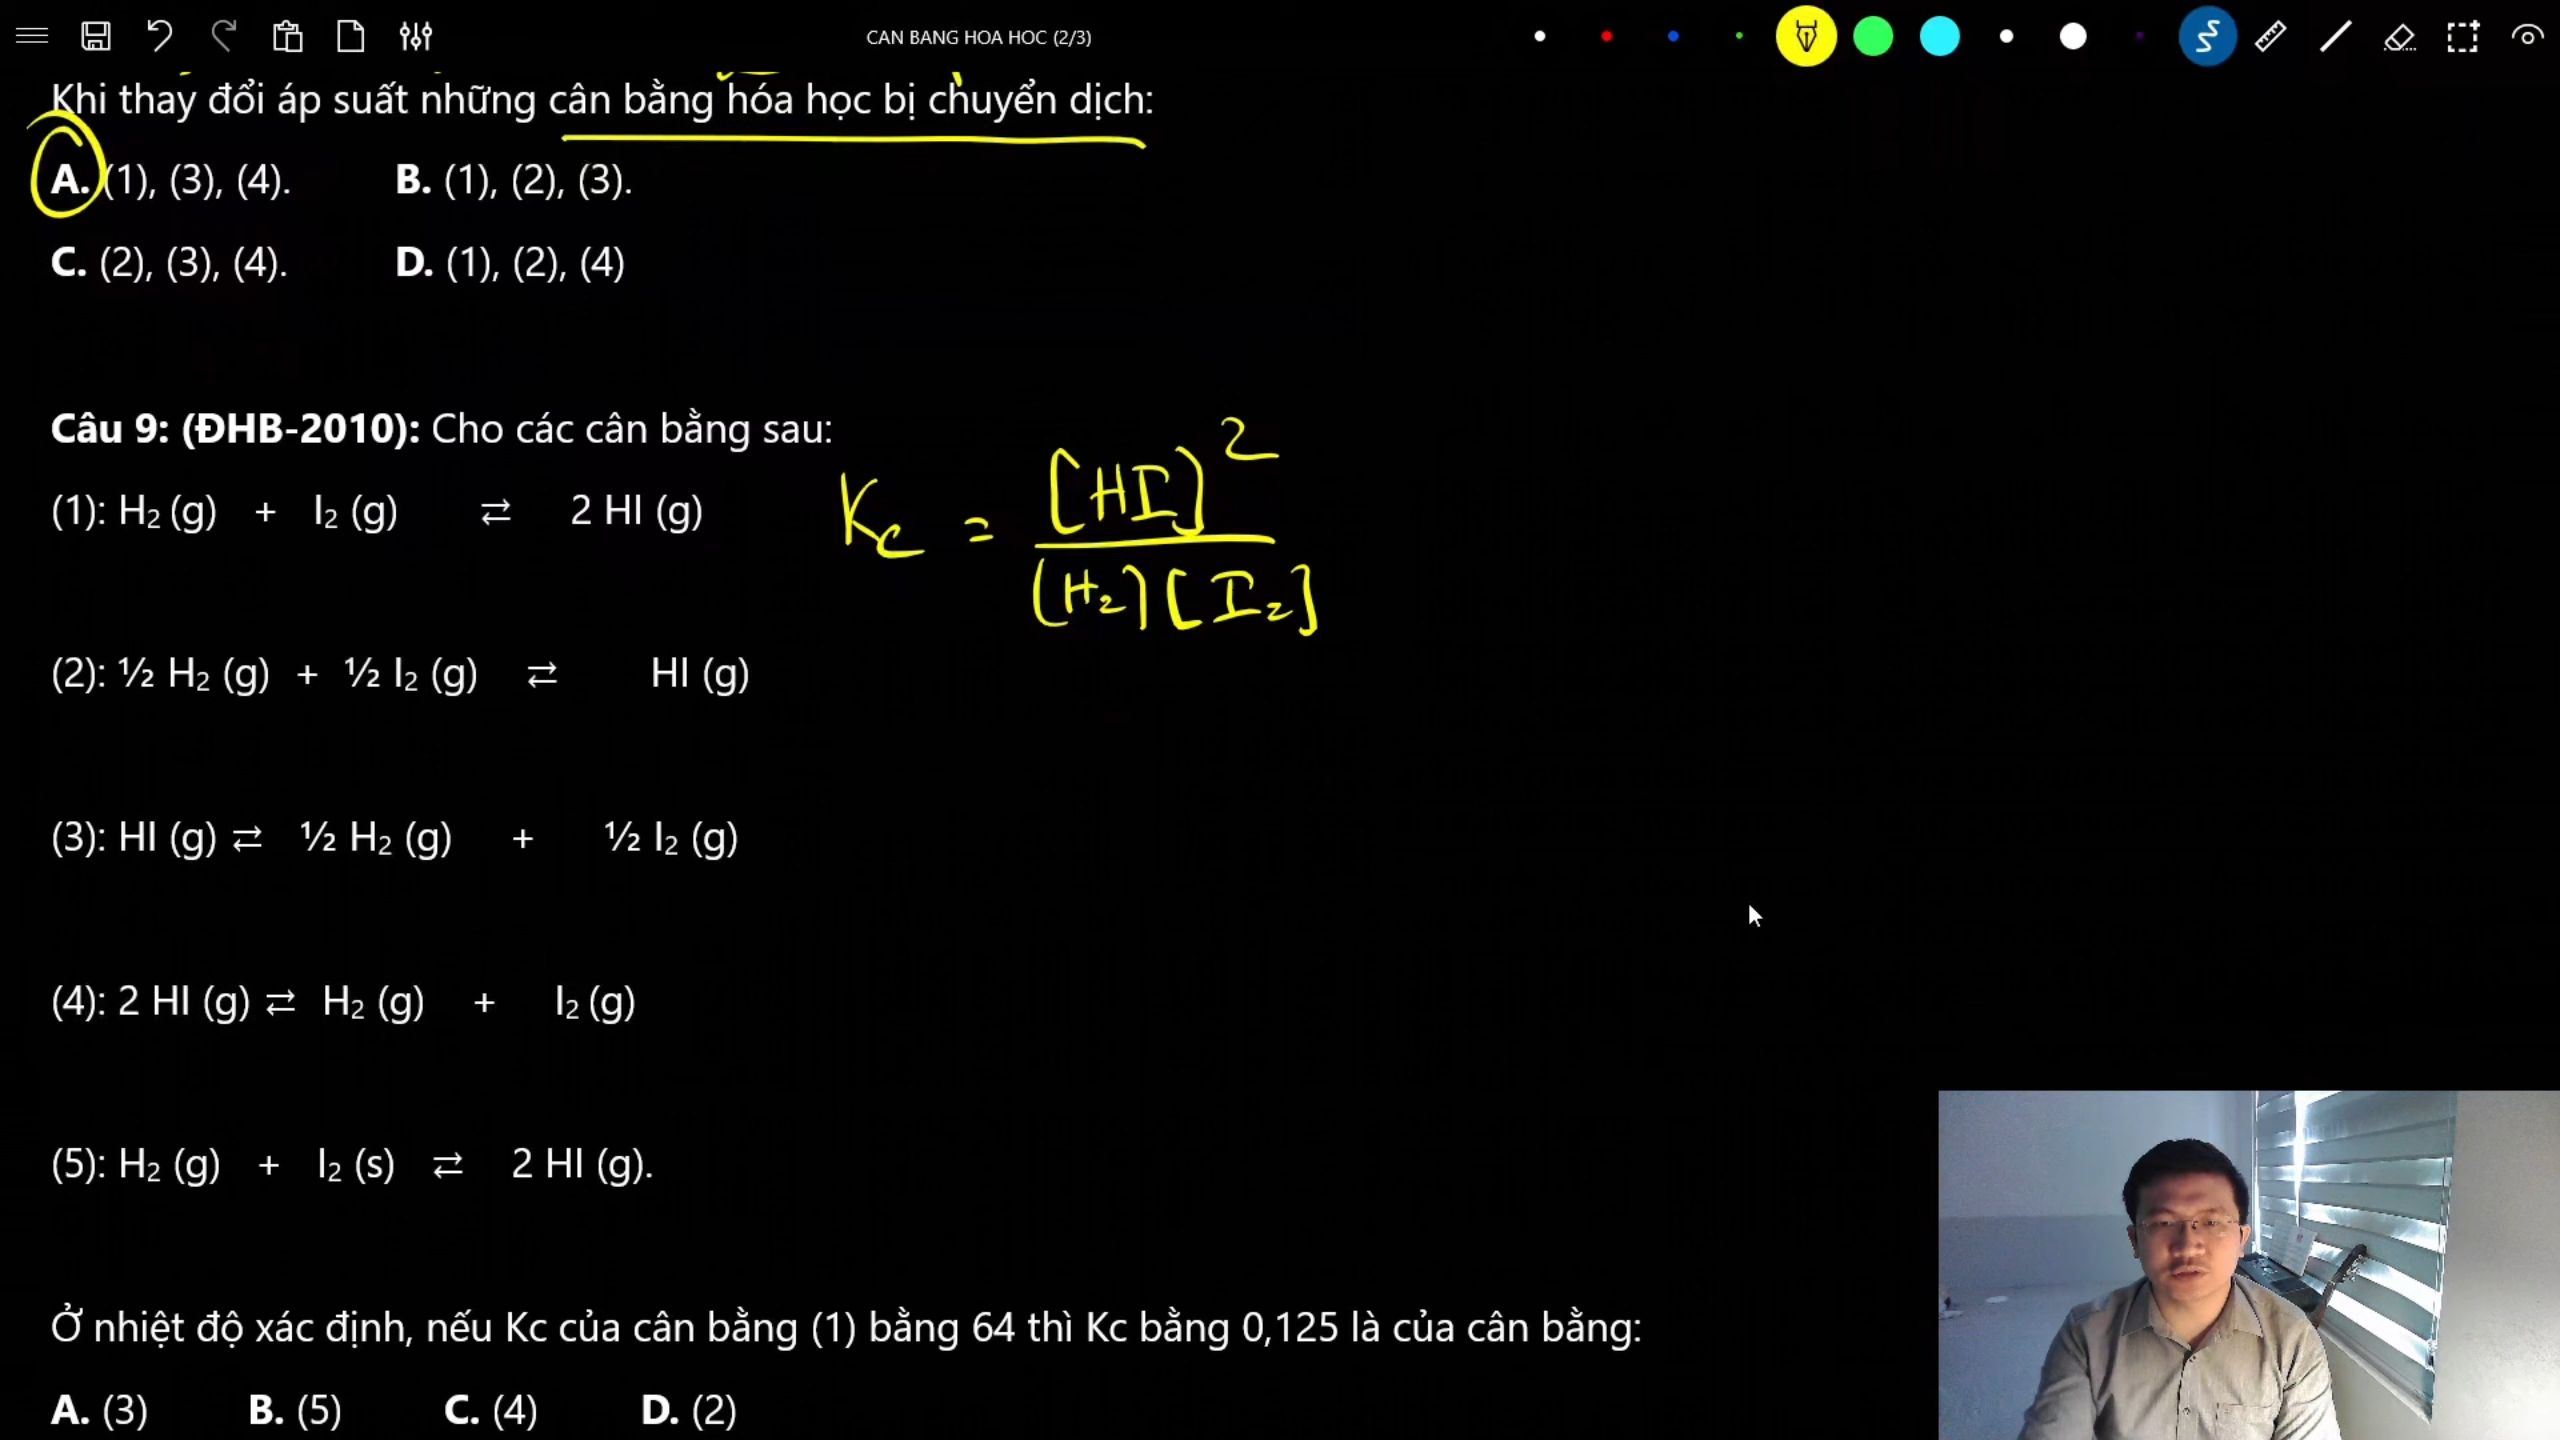 CAN BANG HOA HOC (2/3)
Khi thay đổi áp suất những cân bằng hóa học bị chuyển dịch:
A. (1), (3), (4). B. (1), (2), (3).
C. (2), (3), (4). D. (1), (2), (4)
Câu 9: (ĐHB-2010): Cho các cân bằng sau:
(1): H₂ (g) + I₂ (g) ⇄ 2 HI (g)
Kc = [HI]² / (H₂)[I₂]
(2): ½ H₂ (g) + ½ I₂ (g) ⇄ HI (g)
(3): HI (g) ⇄ ½ H₂ (g) + ½ I₂ (g)
(4): 2 HI (g) ⇄ H₂ (g) + I₂ (g)
(5): H₂ (g) + I₂ (s) ⇄ 2 HI (g).
Ở nhiệt độ xác định, nếu Kc của cân bằng (1) bằng 64 thì Kc bằng 0,125 là của cân bằng:
A. (3) B. (5) C. (4) D. (2)